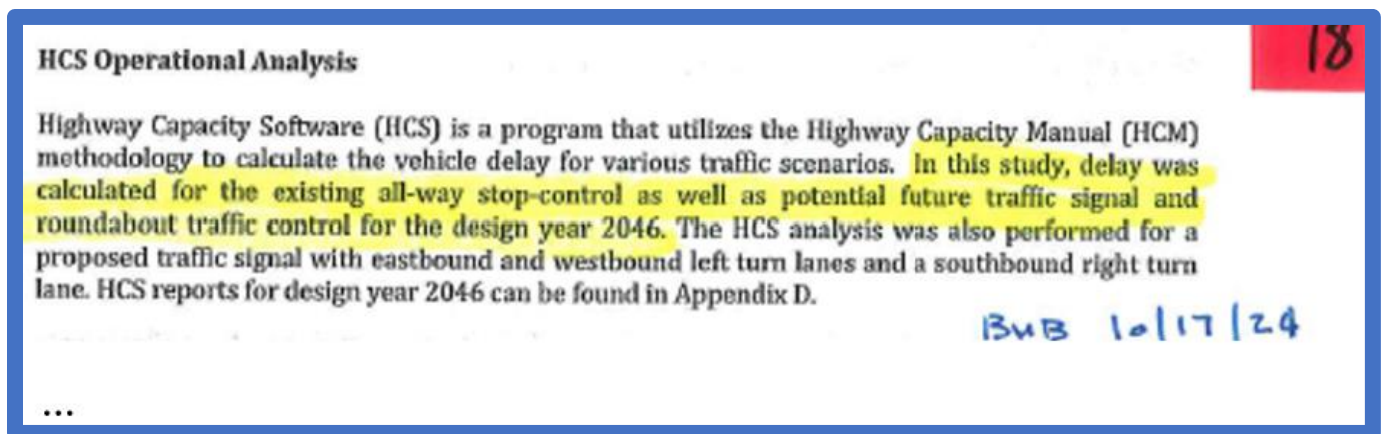 18
HCS Operational Analysis
Highway Capacity Software (HCS) is a program that utilizes the Highway Capacity Manual (HCM)
methodology to calculate the vehicle delay for various traffic scenarios. In this study, delay was
calculated for the existing all-way stop-control as well as potential future traffic signal and
roundabout traffic control for the design year 2046. The HCS analysis was also performed for a
proposed traffic signal with eastbound and westbound left turn lanes and a southbound right turn
lane. HCS reports for design year 2046 can be found in Appendix D.
BHB 10/17/24
...